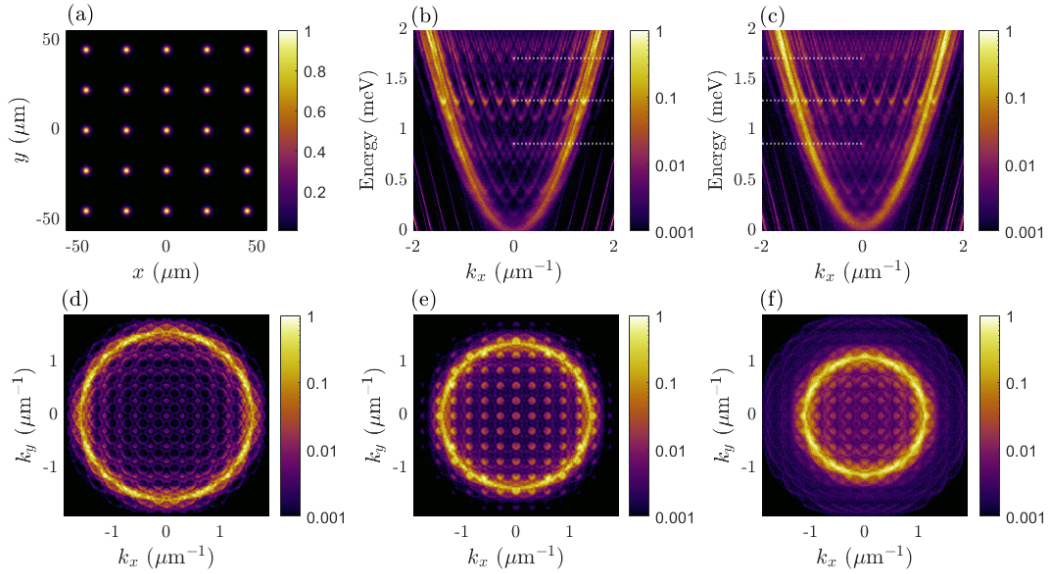 (a)
(b)
(c)
50
0
-50
y (μm)
-50 0 50
x (μm)
1
0.8
0.6
0.4
0.2
2
1.5
1
0.5
0
Energy (meV)
-2 0 2
kx (μm⁻¹)
1
0.1
0.01
0.001
2
1.5
1
0.5
0
Energy (meV)
-2 0 2
kx (μm⁻¹)
1
0.1
0.01
0.001
(d)
(e)
(f)
1
0
-1
ky (μm⁻¹)
-1 0 1
kx (μm⁻¹)
1
0.1
0.01
0.001
1
0
-1
ky (μm⁻¹)
-1 0 1
kx (μm⁻¹)
1
0.1
0.01
0.001
1
0
-1
ky (μm⁻¹)
-1 0 1
kx (μm⁻¹)
1
0.1
0.01
0.001